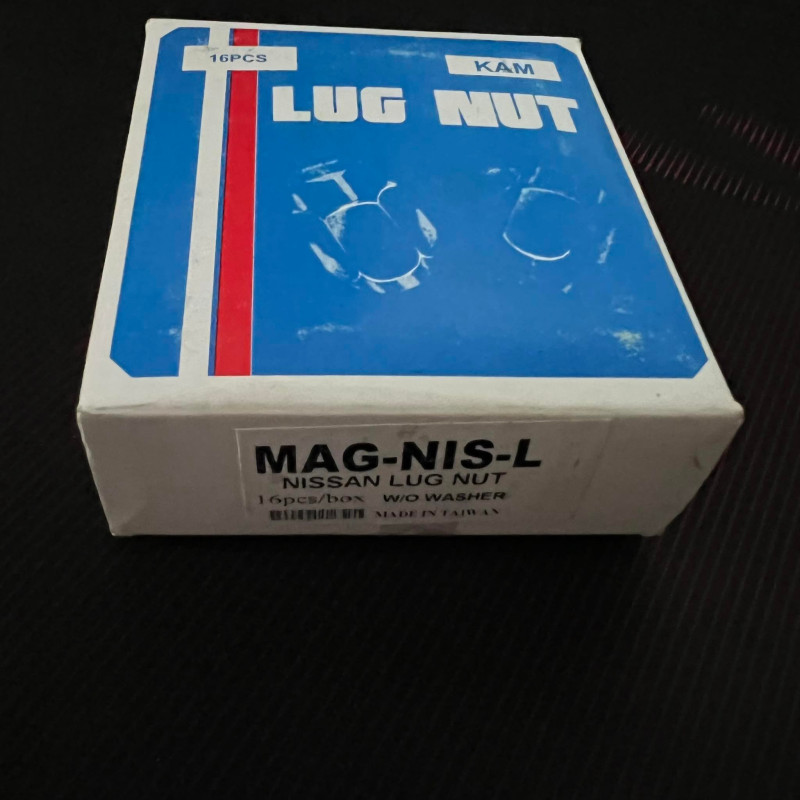 16PCS
KAM
LUG NUT
MAG-NIS-L
NISSAN LUG NUT
16pcs/box W/O WASHER
MADE IN TAIWAN